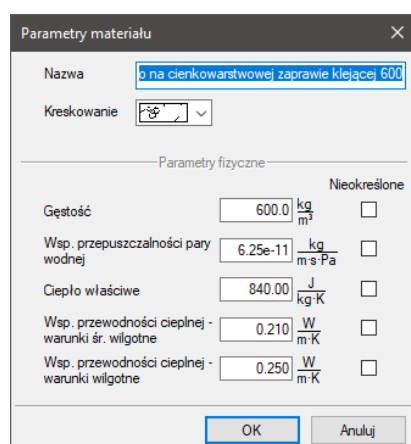 Parametry materiału
Nazwa o na cienkowarstwowej zaprawie klejącej 600
Kreskowanie
Parametry fizyczne
Nieokreślone
Gęstość 600.0 kg/m³
Wsp. przepuszczalności pary
wodnej 6.25e-11 kg/m·s·Pa
Ciepło właściwe 840.00 J/kg·K
Wsp. przewodności cieplnej -
warunki śr. wilgotne 0.210 W/m·K
Wsp. przewodności cieplnej -
warunki wilgotne 0.250 W/m·K
OK Anuluj